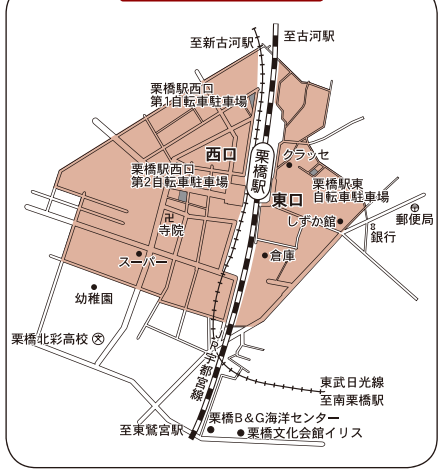 至新古河駅
至古河駅
栗橋駅西口
第1自転車駐車場
西口
栗橋駅
クラッセ
栗橋駅西口
第2自転車駐車場
東口
栗橋駅東
自転車駐車場
しずか館
郵便局
銀行
卍
寺院
スーパー
倉庫
幼稚園
栗橋北彩高校
文
JR宇都宮線
東武日光線
至南栗橋駅
至東鷲宮駅
栗橋B&G海洋センター
栗橋文化会館イリス